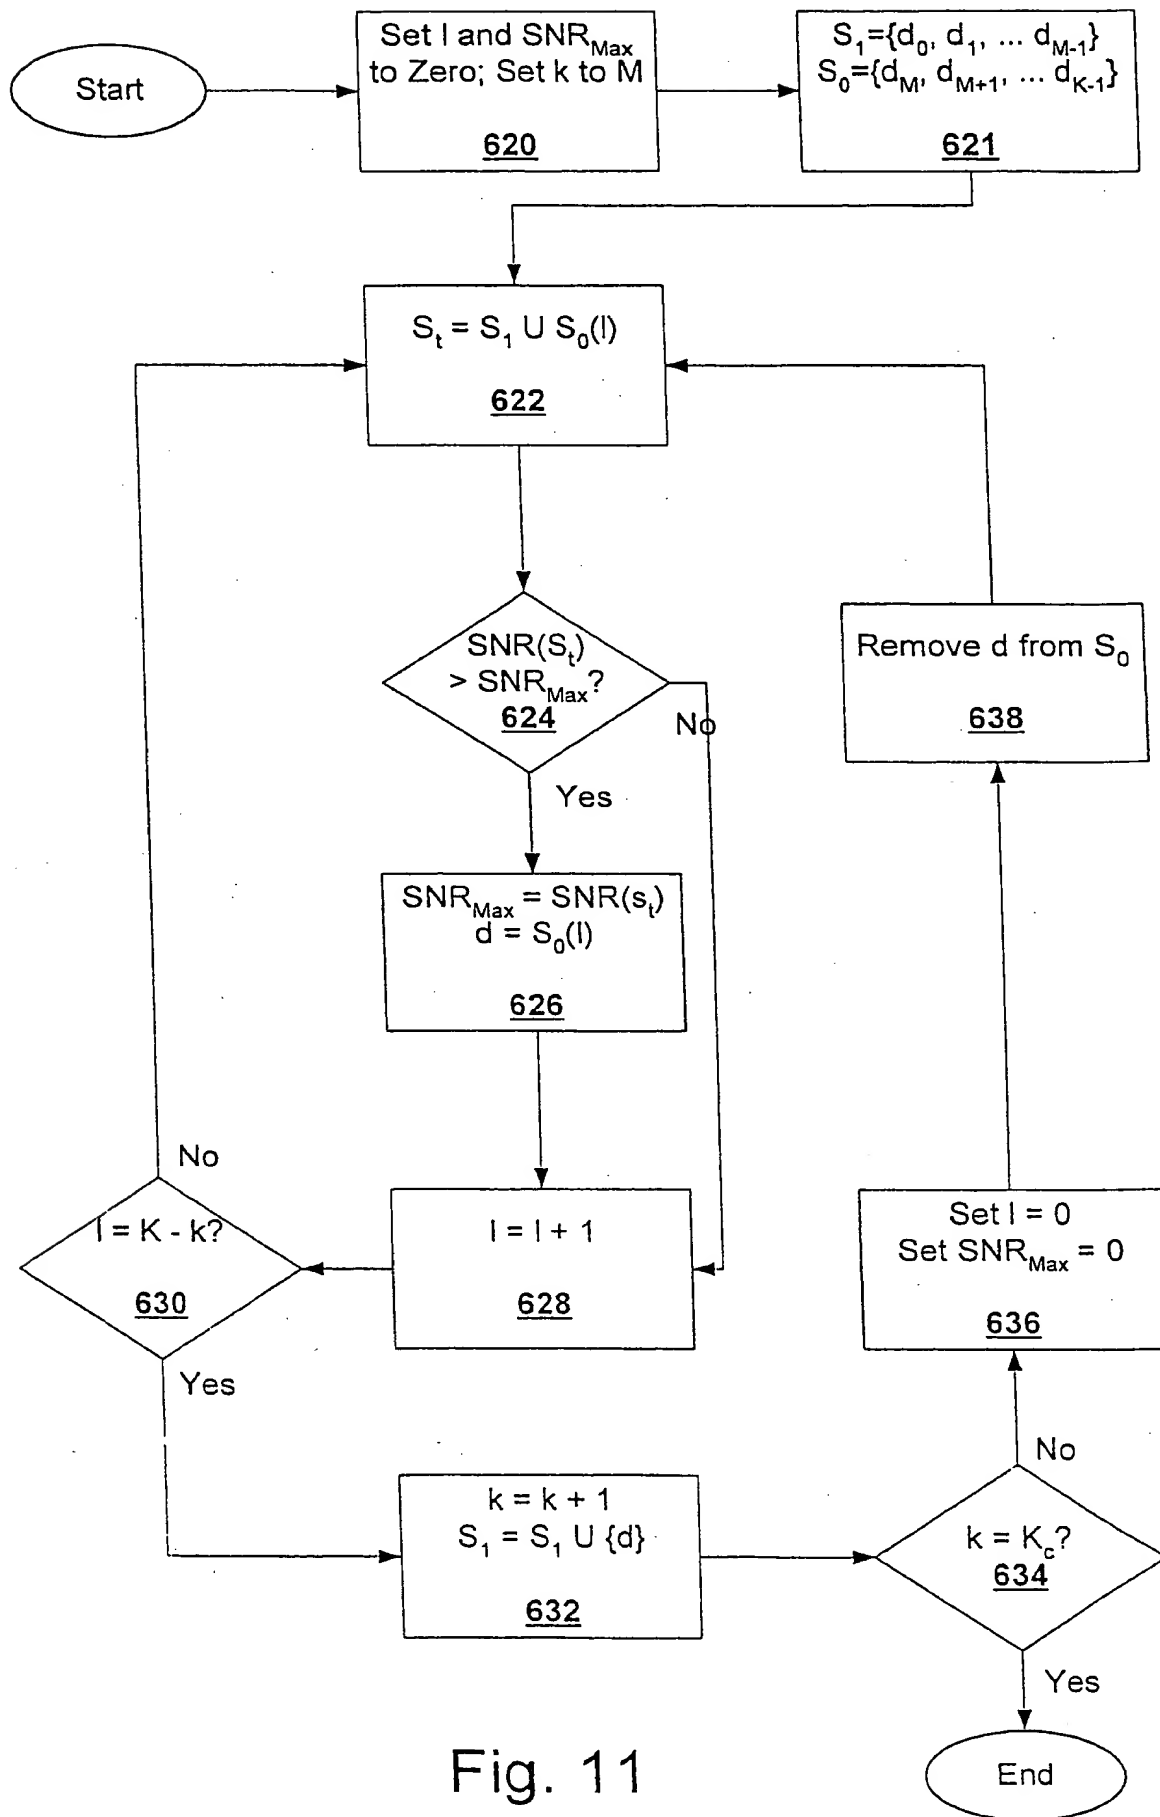 Start
Set l and SNR_Max
to Zero; Set k to M
620
S_1={d_0, d_1, ... d_M-1}
S_0={d_M, d_M+1, ... d_K-1}
621
S_t = S_1 U S_0(l)
622
SNR(S_t)
> SNR_Max?
624
No
Yes
SNR_Max = SNR(s_t)
d = S_0(l)
626
l = l + 1
628
l = K - k?
630
No
Yes
k = k + 1
S_1 = S_1 U {d}
632
k = K_c?
634
No
Yes
Set l = 0
Set SNR_Max = 0
636
Remove d from S_0
638
End
Fig. 11